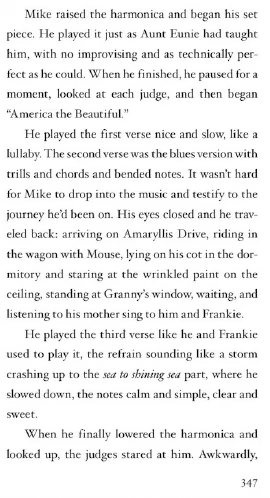 Mike raised the harmonica and began his set
piece. He played it just as Aunt Eunie had taught
him, with no improvising and as technically per-
fect as he could. When he finished, he paused for a
moment, looked at each judge, and then began
“America the Beautiful.”
He played the first verse nice and slow, like a
lullaby. The second verse was the blues version with
trills and chords and bended notes. It wasn’t hard
for Mike to drop into the music and testify to the
journey he’d been on. His eyes closed and he trav-
eled back: arriving on Amaryllis Drive, riding in
the wagon with Mouse, lying on his cot in the dor-
mitory and staring at the wrinkled paint on the
ceiling, standing at Granny’s window, waiting, and
listening to his mother sing to him and Frankie.
He played the third verse like he and Frankie
used to play it, the refrain sounding like a storm
crashing up to the sea to shining sea part, where he
slowed down, the notes calm and simple, clear and
sweet.
When he finally lowered the harmonica and
looked up, the judges stared at him. Awkwardly,
347